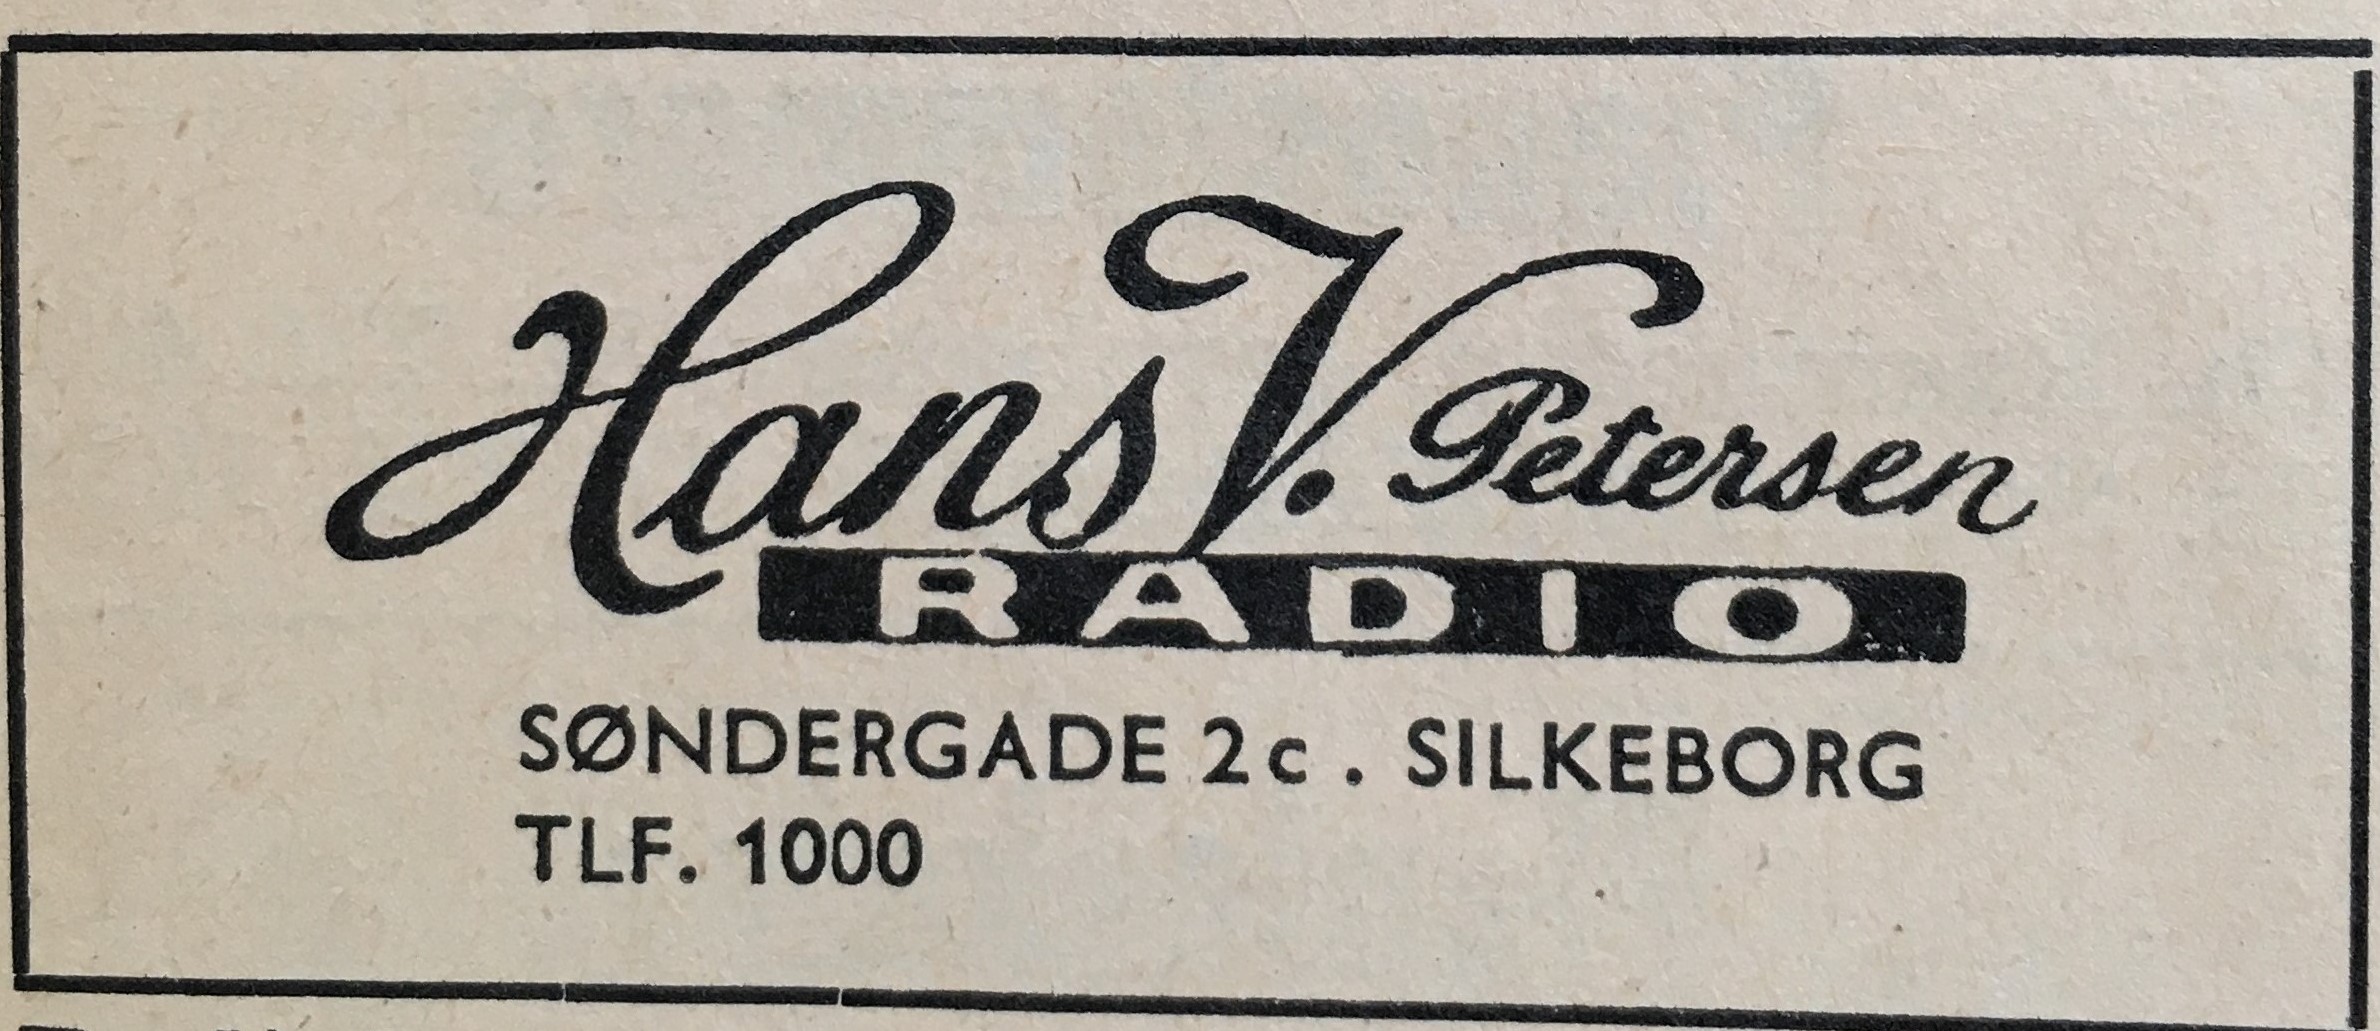 Hans V. Petersen
RADIO
SØNDERGADE 2c . SILKEBORG
TLF. 1000